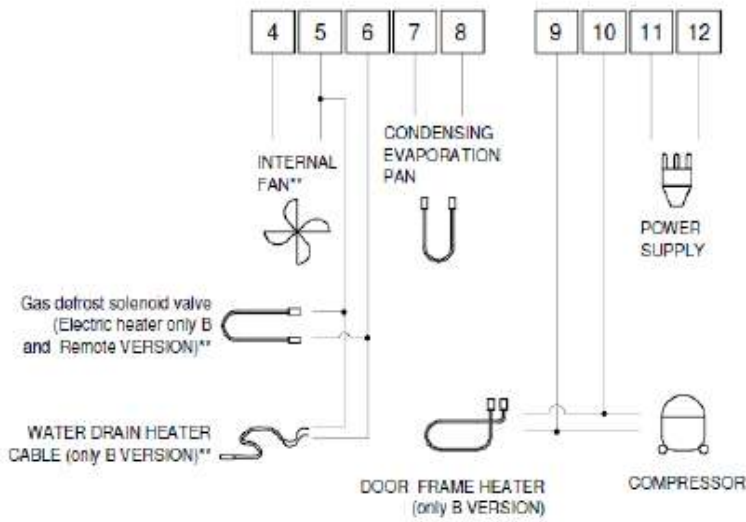 4 5 6 7 8 9 10 11 12
INTERNAL
FAN**
CONDENSING
EVAPORATION
PAN
POWER
SUPPLY
Gas defrost solenoid valve
(Electric heater only B
and Remote VERSION)**
WATER DRAIN HEATER
CABLE (only B VERSION)**
DOOR FRAME HEATER
(only B VERSION)
COMPRESSOR